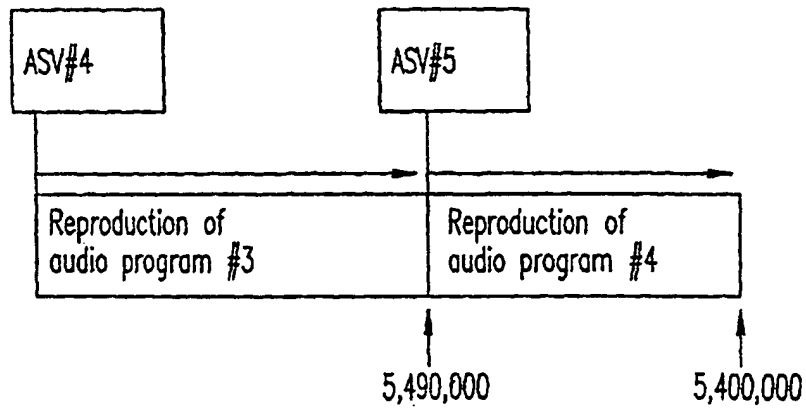 ASV#4
ASV#5
Reproduction of
audio program #3
Reproduction of
audio program #4
5,490,000
5,400,000